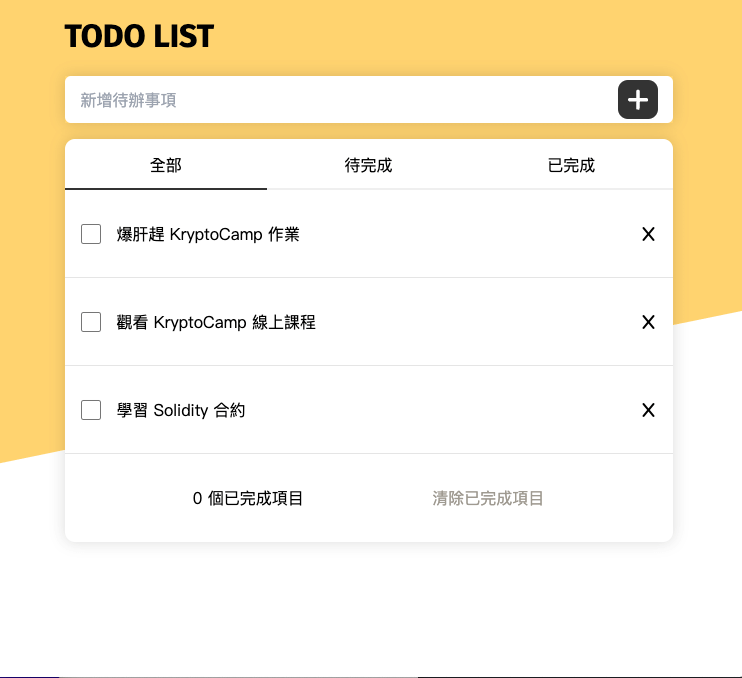 TODO LIST
新增待辦事項
全部 待完成 已完成
爆肝趕 KryptoCamp 作業 X
觀看 KryptoCamp 線上課程 X
學習 Solidity 合約 X
0 個已完成項目 清除已完成項目